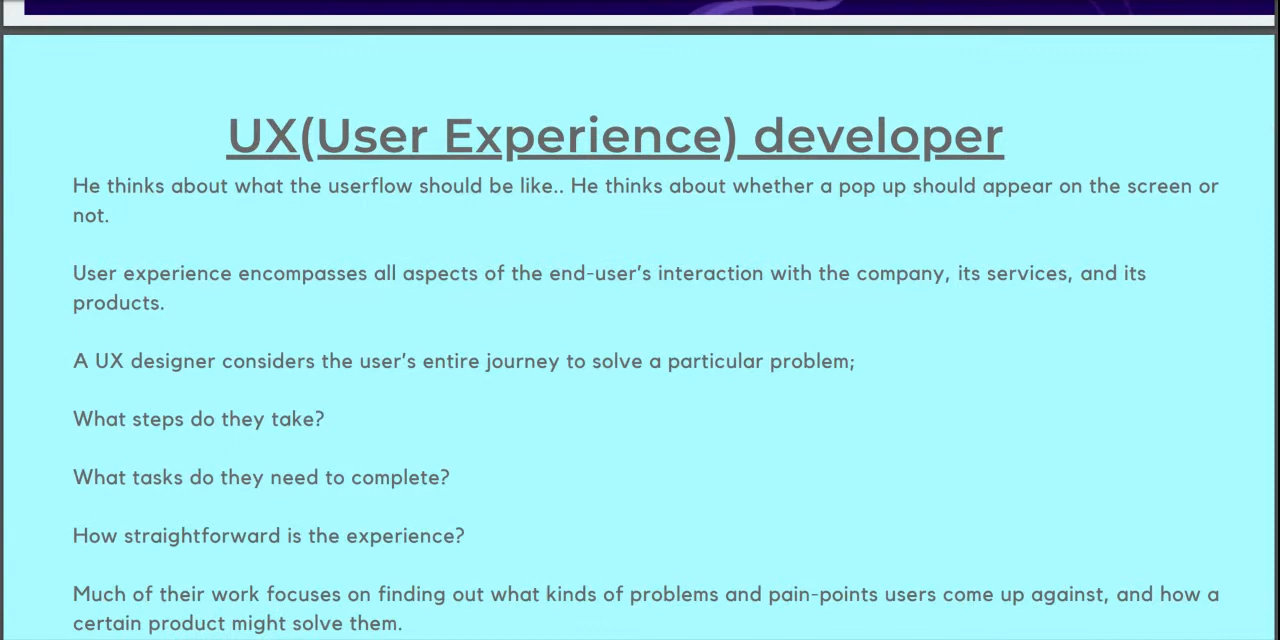 UX(User Experience) developer
He thinks about what the userflow should be like.. He thinks about whether a pop up should appear on the screen or
not.
User experience encompasses all aspects of the end-user's interaction with the company, its services, and its
products.
A UX designer considers the user's entire journey to solve a particular problem;
What steps do they take?
What tasks do they need to complete?
How straightforward is the experience?
Much of their work focuses on finding out what kinds of problems and pain-points users come up against, and how a
certain product might solve them.